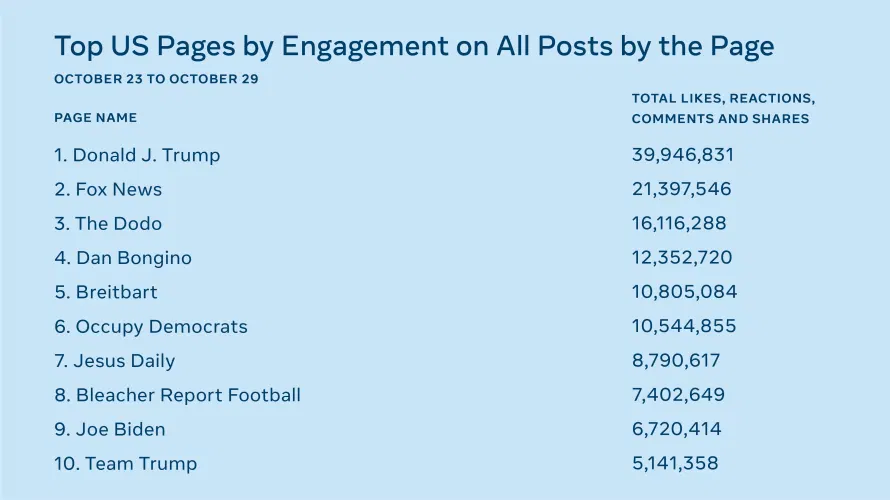 Top US Pages by Engagement on All Posts by the Page
OCTOBER 23 TO OCTOBER 29
PAGE NAME
TOTAL LIKES, REACTIONS,
COMMENTS AND SHARES
1. Donald J. Trump 39,946,831
2. Fox News 21,397,546
3. The Dodo 16,116,288
4. Dan Bongino 12,352,720
5. Breitbart 10,805,084
6. Occupy Democrats 10,544,855
7. Jesus Daily 8,790,617
8. Bleacher Report Football 7,402,649
9. Joe Biden 6,720,414
10. Team Trump 5,141,358